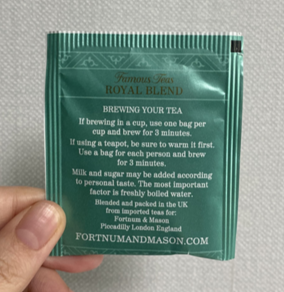 Famous Teas
ROYAL BLEND
BREWING YOUR TEA
If brewing in a cup, use one bag per
cup and brew for 3 minutes.
If using a teapot, be sure to warm it first.
Use a bag for each person and brew
for 3 minutes.
Milk and sugar may be added according
to personal taste. The most important
factor is freshly boiled water.
Blended and packed in the UK
from imported teas for:
Fortnum & Mason
Piccadilly London England
FORTNUMANDMASON.COM